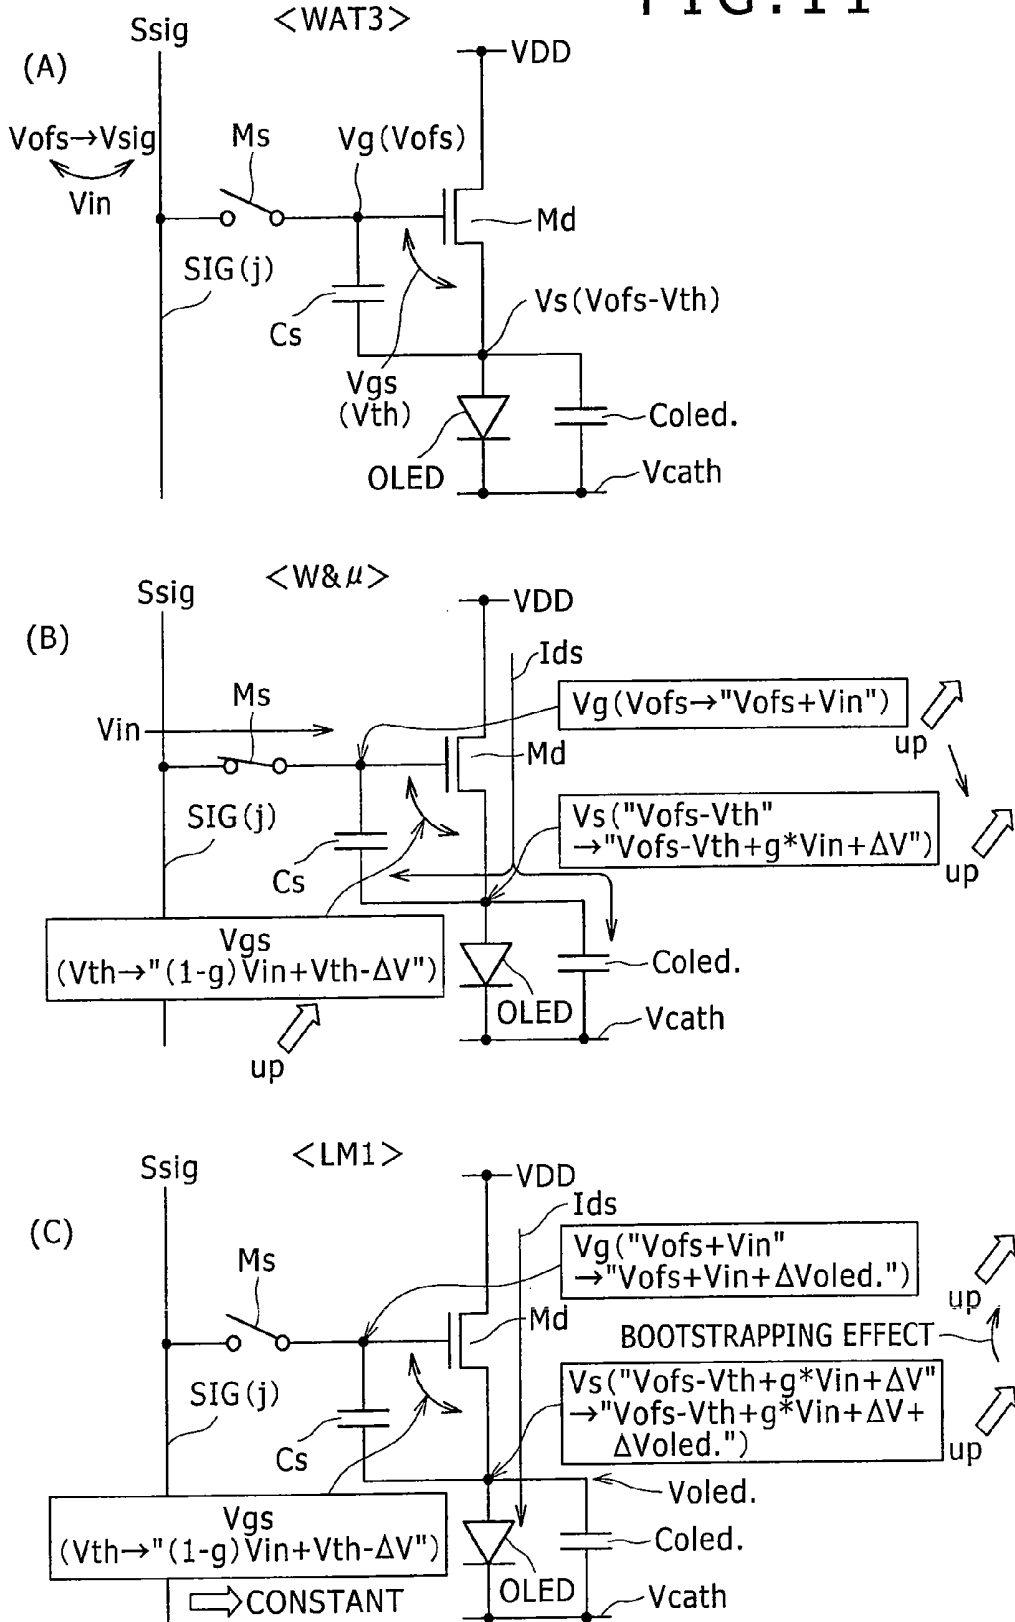 FIG.11
<WAT3>
Ssig
VDD
(A)
Vofs→Vsig
Vin
Ms
Vg(Vofs)
Md
SIG(j)
Cs
Vs(Vofs-Vth)
Vgs
(Vth)
Coled.
OLED
Vcath
<W&μ>
Ssig
VDD
(B)
Ids
Ms
Vg(Vofs→"Vofs+Vin")
Vin
up
Md
SIG(j)
Vs("Vofs-Vth"
→"Vofs-Vth+g*Vin+ΔV")
up
Cs
Vgs
(Vth→"(1-g)Vin+Vth-ΔV")
Coled.
OLED
Vcath
up
<LM1>
Ssig
VDD
(C)
Ids
Vg("Vofs+Vin"
→"Vofs+Vin+ΔVoled.")
Ms
up
Md
BOOTSTRAPPING EFFECT
SIG(j)
Vs("Vofs-Vth+g*Vin+ΔV"
→"Vofs-Vth+g*Vin+ΔV+
ΔVoled.")
up
Cs
Voled.
Vgs
(Vth→"(1-g)Vin+Vth-ΔV")
Coled.
OLED
CONSTANT
Vcath